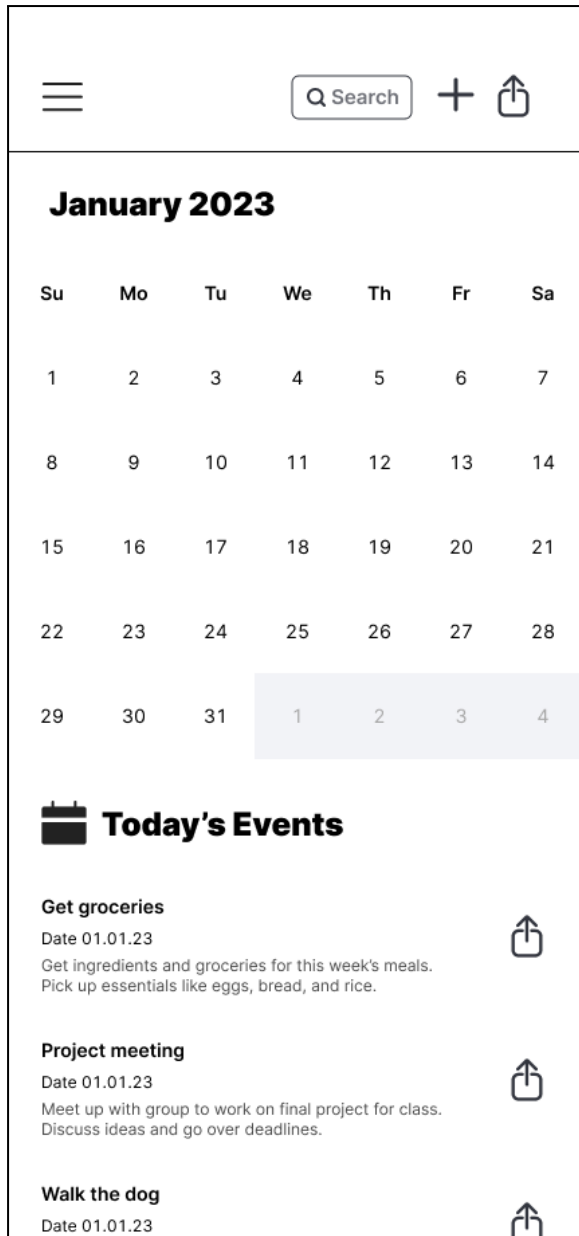 Search
January 2023
Su Mo Tu We Th Fr Sa
1 2 3 4 5 6 7
8 9 10 11 12 13 14
15 16 17 18 19 20 21
22 23 24 25 26 27 28
29 30 31 1 2 3 4
Today’s Events
Get groceries
Date 01.01.23
Get ingredients and groceries for this week’s meals.
Pick up essentials like eggs, bread, and rice.
Project meeting
Date 01.01.23
Meet up with group to work on final project for class.
Discuss ideas and go over deadlines.
Walk the dog
Date 01.01.23